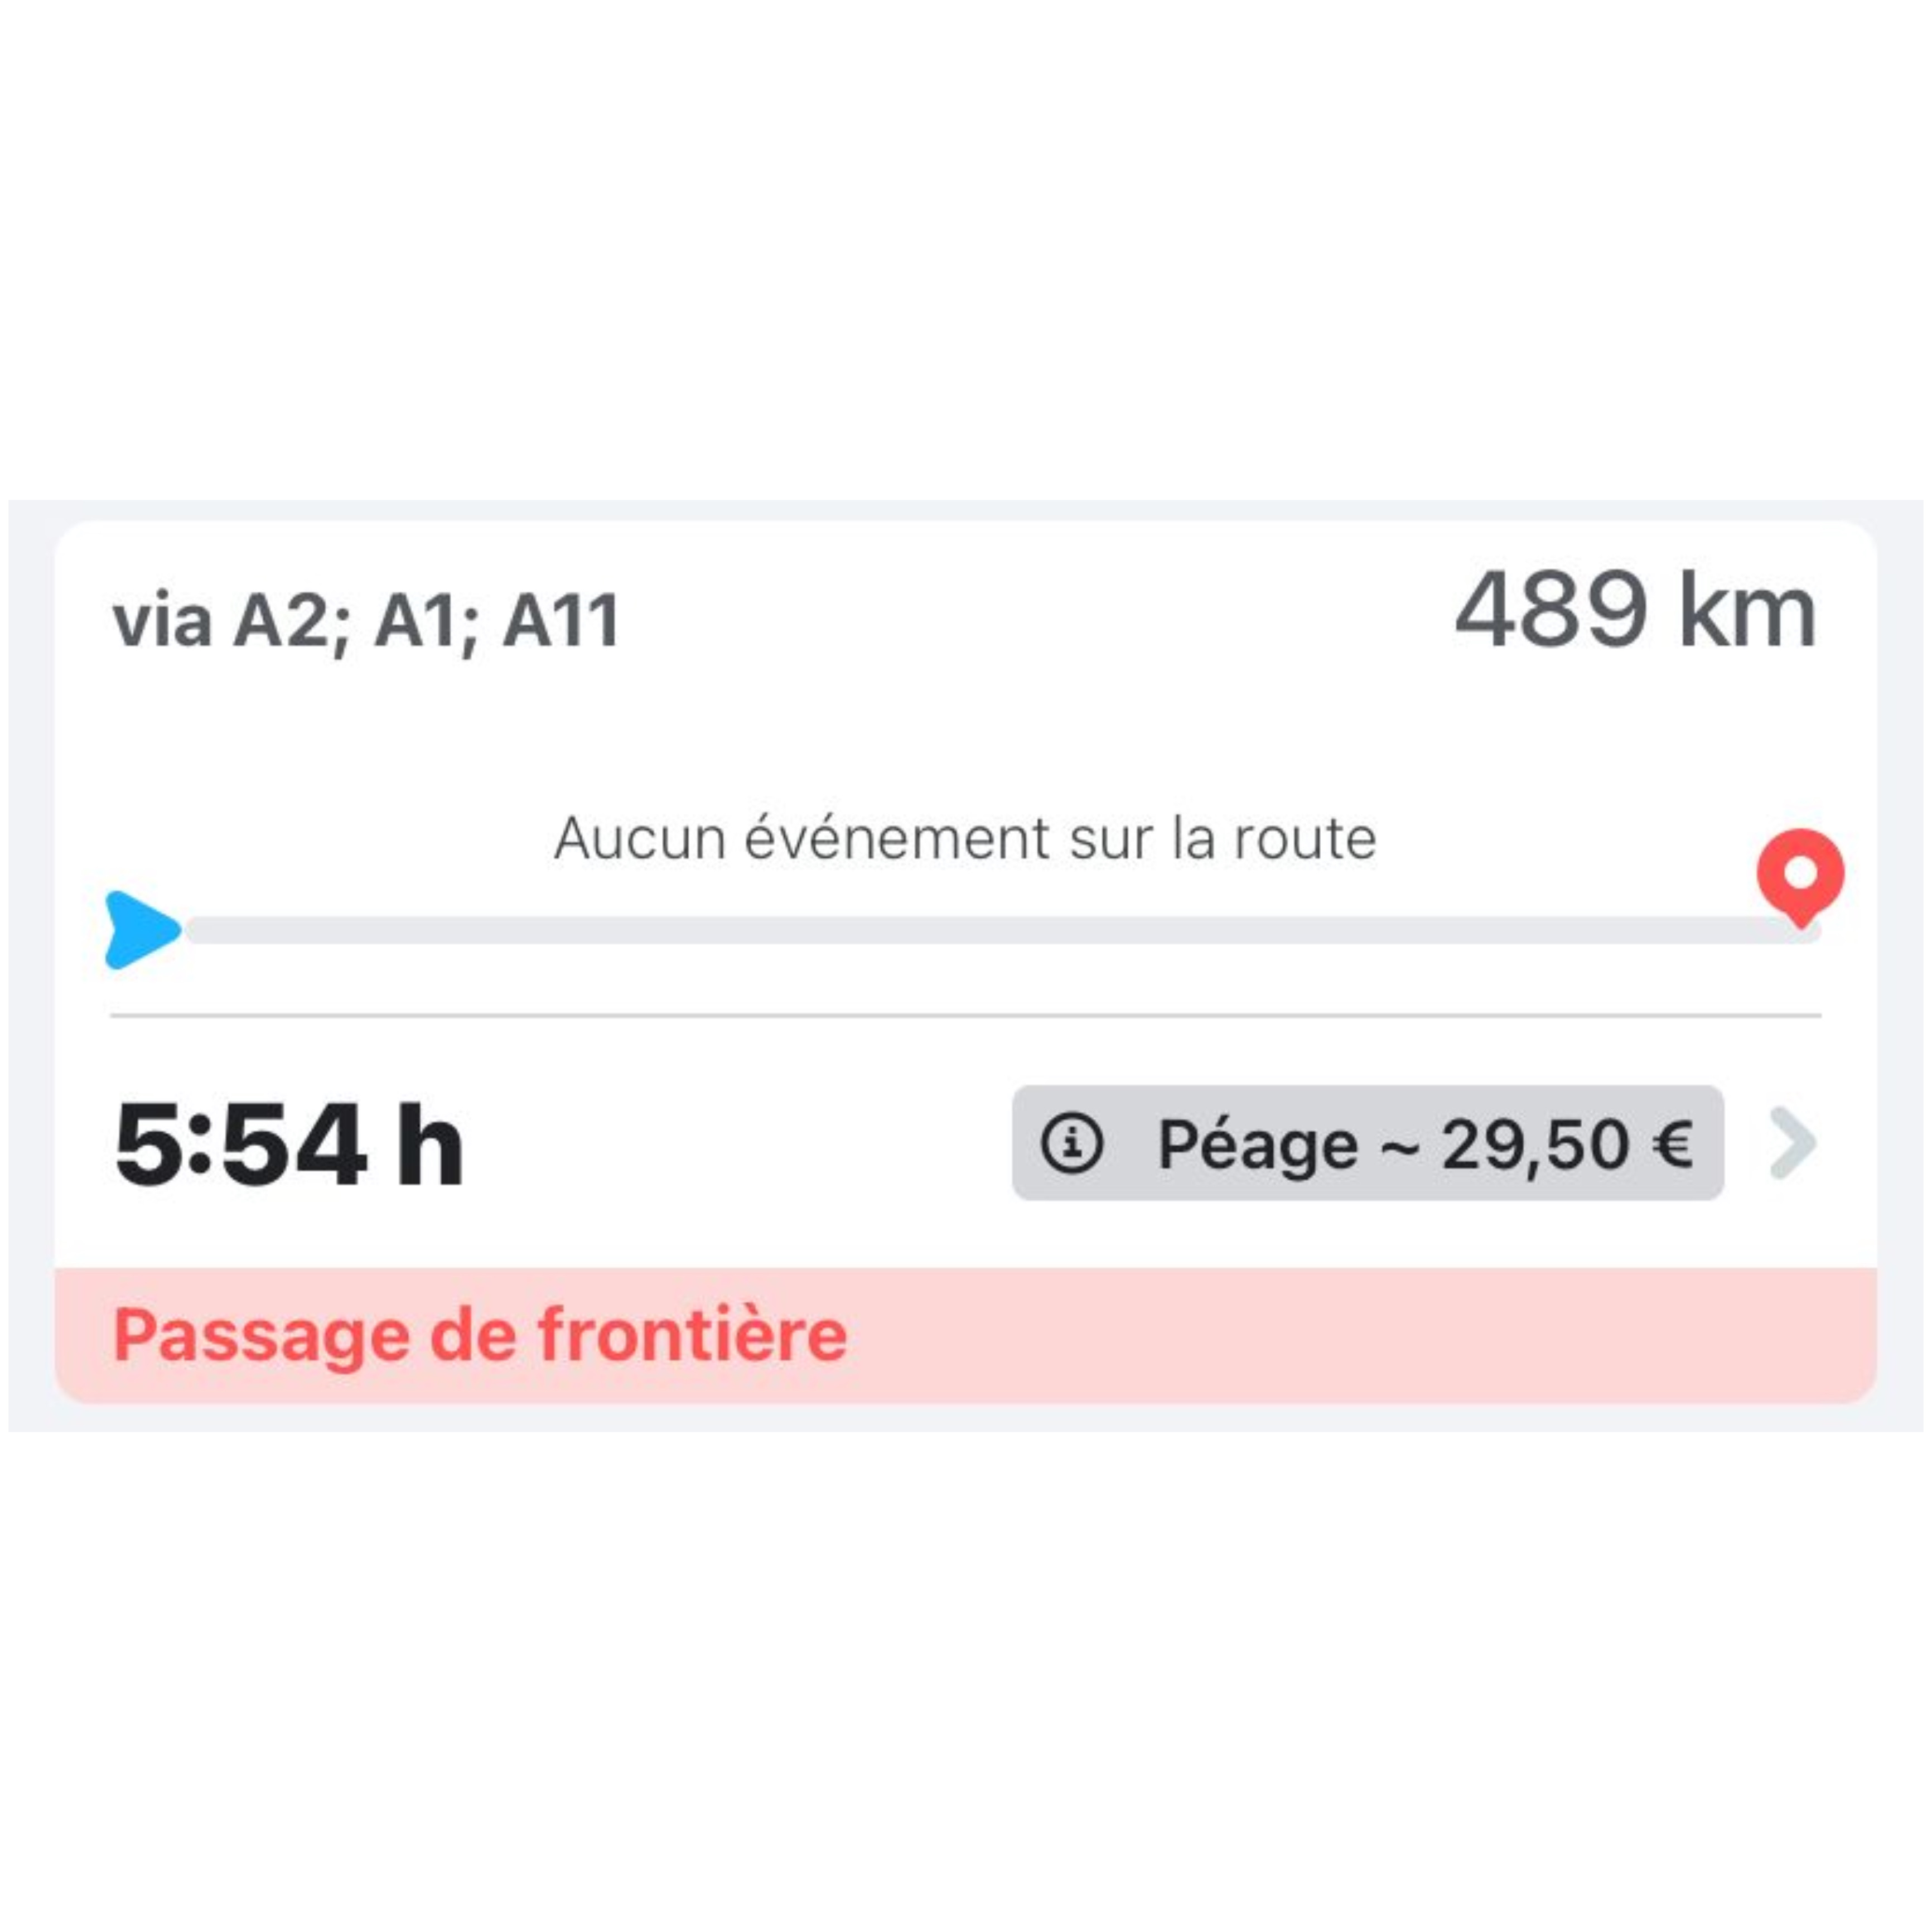 via A2; A1; A11
489 km
Aucun événement sur la route
5:54 h
Péage ~ 29,50 €
Passage de frontière